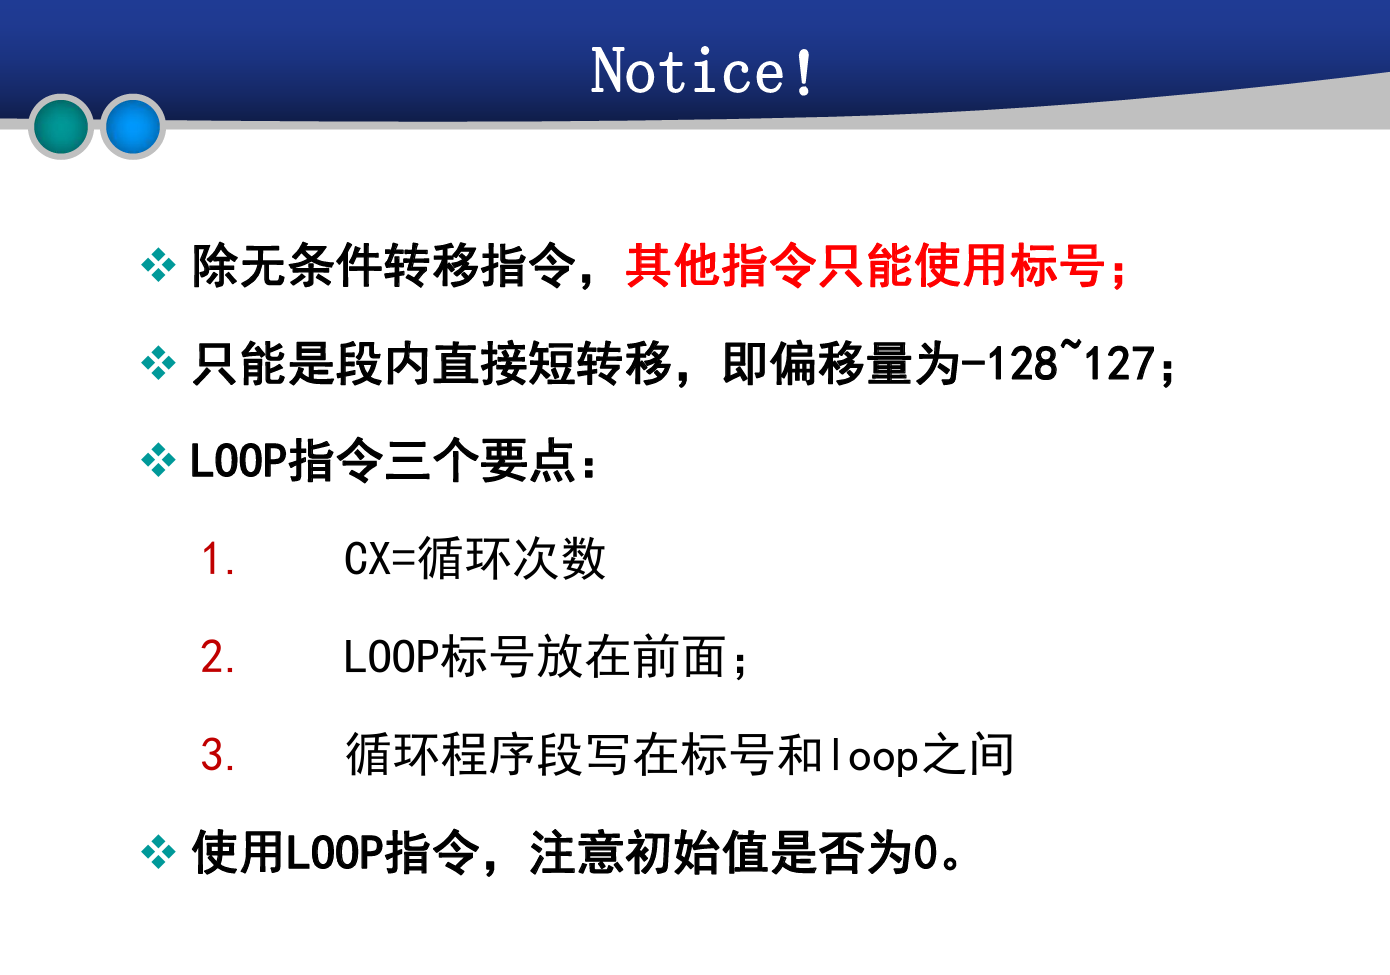 Notice!
除无条件转移指令，其他指令只能使用标号；
只能是段内直接短转移，即偏移量为-128~127；
LOOP指令三个要点：
1. CX=循环次数
2. LOOP标号放在前面；
3. 循环程序段写在标号和loop之间
使用LOOP指令，注意初始值是否为0。